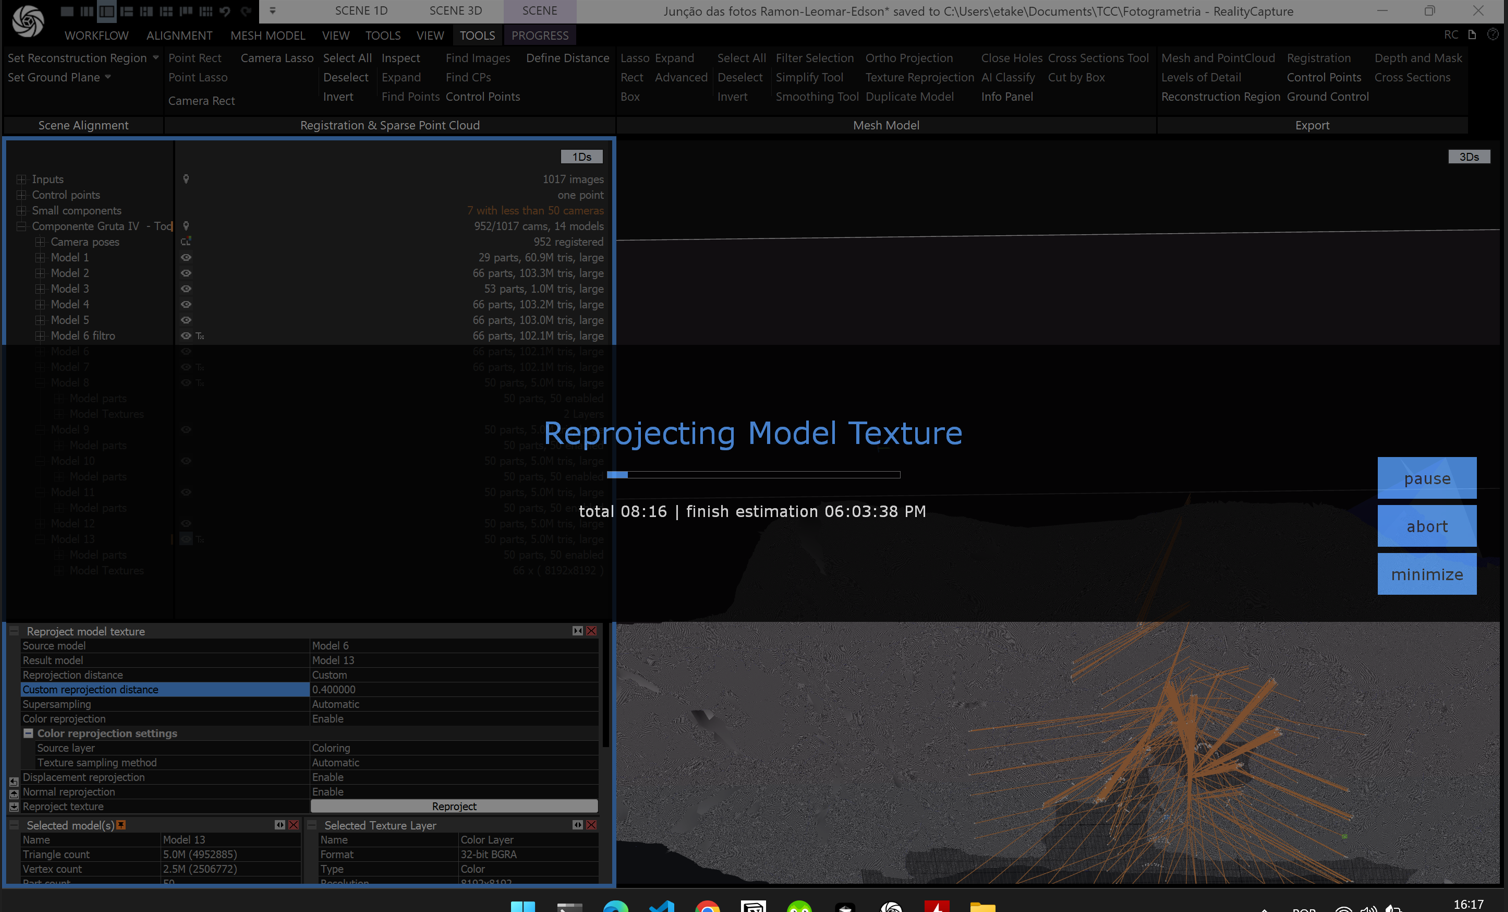 SCENE 1D SCENE 3D SCENE Junção das fotos Ramon-Leomar-Edson* saved to C:\Users\etake\Documents\TCC\Fotogrametria - RealityCapture
WORKFLOW ALIGNMENT MESH MODEL VIEW TOOLS VIEW TOOLS PROGRESS RC
Set Reconstruction Region Point Rect Camera Lasso Select All Inspect Find Images Define Distance Lasso Expand Select All Filter Selection Ortho Projection Close Holes Cross Sections Tool Mesh and PointCloud Registration Depth and Mask
Set Ground Plane Point Lasso Deselect Expand Find CPs Rect Advanced Deselect Simplify Tool Texture Reprojection AI Classify Cut by Box Levels of Detail Control Points Cross Sections
Camera Rect Invert Find Points Control Points Box Invert Smoothing Tool Duplicate Model Info Panel Reconstruction Region Ground Control
Scene Alignment Registration & Sparse Point Cloud Mesh Model Export
1Ds 3Ds
Inputs 1017 images
Control points one point
Small components 7 with less than 50 cameras
Componente Gruta IV - Toc 952/1017 cams, 14 models
Camera poses 952 registered
Model 1 29 parts, 60.9M tris, large
Model 2 66 parts, 103.3M tris, large
Model 3 53 parts, 1.0M tris, large
Model 4 66 parts, 103.2M tris, large
Model 5 66 parts, 103.0M tris, large
Model 6 filtro 66 parts, 102.1M tris, large
Model 6 66 parts, 102.1M tris, large
Model 7 66 parts, 102.1M tris, large
Model 8 50 parts, 5.0M tris, large
Model parts 50 parts, 50 enabled
Model Textures 2 Layers
Model 9 50 parts, 5.0
Model parts 50 parts
Model 10 50 parts, 5.0M tris, large
Model parts 50 parts, 50 enabled
Model 11 50 parts, 5.0M tris, large
Model parts 50 parts
Model 12 50 parts, 5.0M tris, large
Model 13 50 parts, 5.0M tris, large
Model parts 50 parts, 50 enabled
Model Textures 66 x ( 8192x8192 )
Reprojecting Model Texture
total 08:16 | finish estimation 06:03:38 PM
pause
abort
minimize
Reproject model texture
Source model Model 6
Result model Model 13
Reprojection distance Custom
Custom reprojection distance 0.400000
Supersampling Automatic
Color reprojection Enable
Color reprojection settings
Source layer Coloring
Texture sampling method Automatic
Displacement reprojection Enable
Normal reprojection Enable
Reproject texture Reproject
Selected model(s) Selected Texture Layer
Name Model 13 Name Color Layer
Triangle count 5.0M (4952885) Format 32-bit BGRA
Vertex count 2.5M (2506772) Type Color
Part count 50 Resolution 8192x8192
POR 16:17